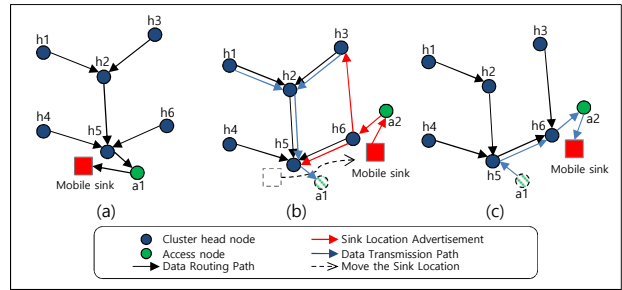 h1
h2
h3
h4
h5
h6
a1
Mobile sink
(a)
h1
h2
h3
h4
h5
h6
a2
a1
Mobile sink
(b)
h1
h2
h3
h4
h5
h6
a2
a1
Mobile sink
(c)
Cluster head node
Access node
Data Routing Path
Sink Location Advertisement
Data Transmission Path
Move the Sink Location